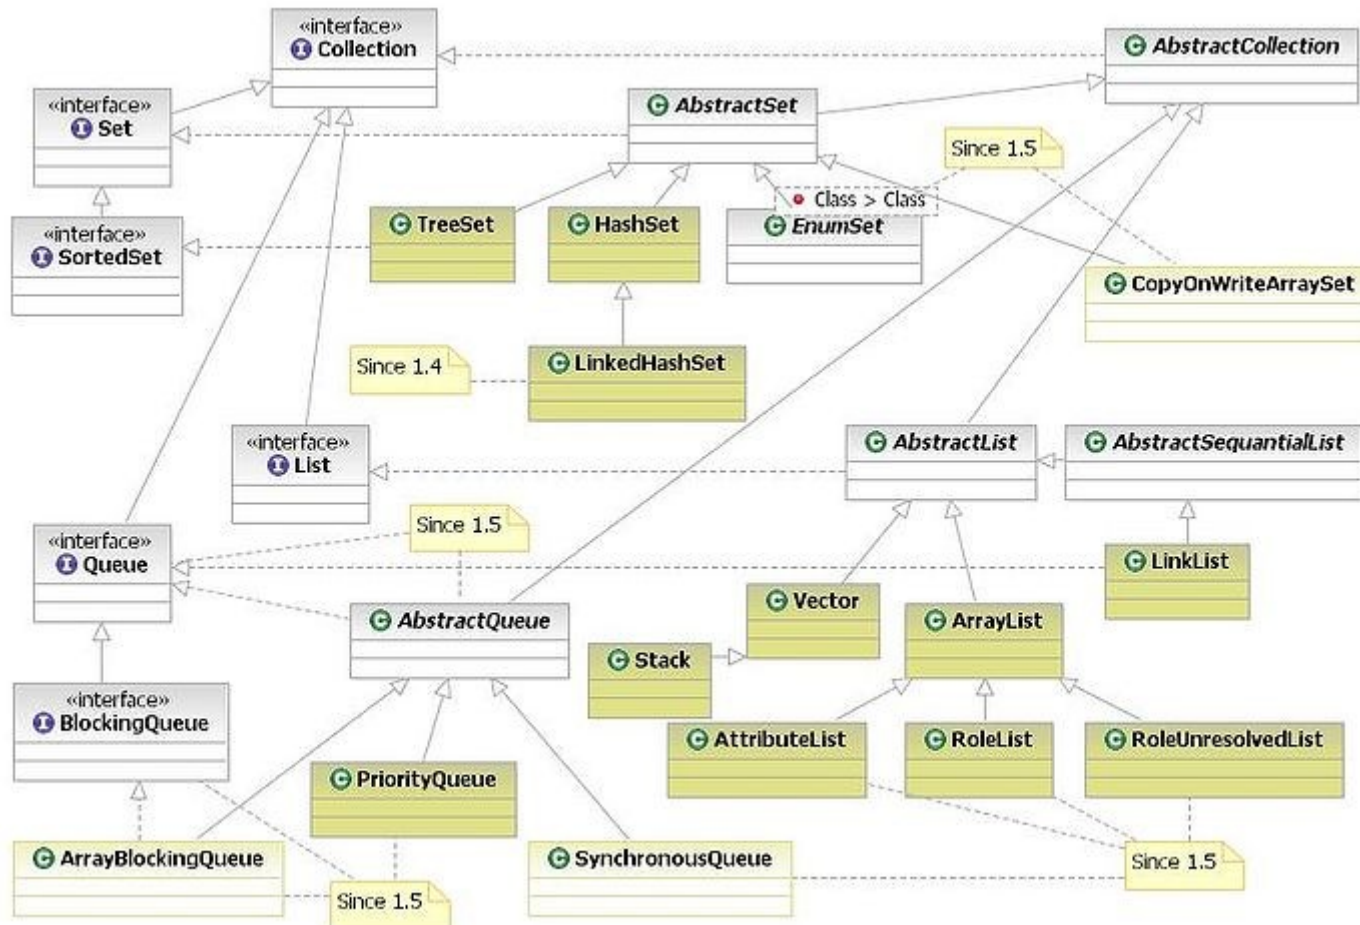 «interface»
Collection
AbstractCollection
«interface»
Set
AbstractSet
Since 1.5
Class > Class
TreeSet
HashSet
EnumSet
«interface»
SortedSet
CopyOnWriteArraySet
Since 1.4
LinkedHashSet
«interface»
List
AbstractList
AbstractSequantialList
Since 1.5
«interface»
Queue
LinkList
Vector
ArrayList
AbstractQueue
Stack
«interface»
BlockingQueue
AttributeList
RoleList
RoleUnresolvedList
PriorityQueue
ArrayBlockingQueue
SynchronousQueue
Since 1.5
Since 1.5